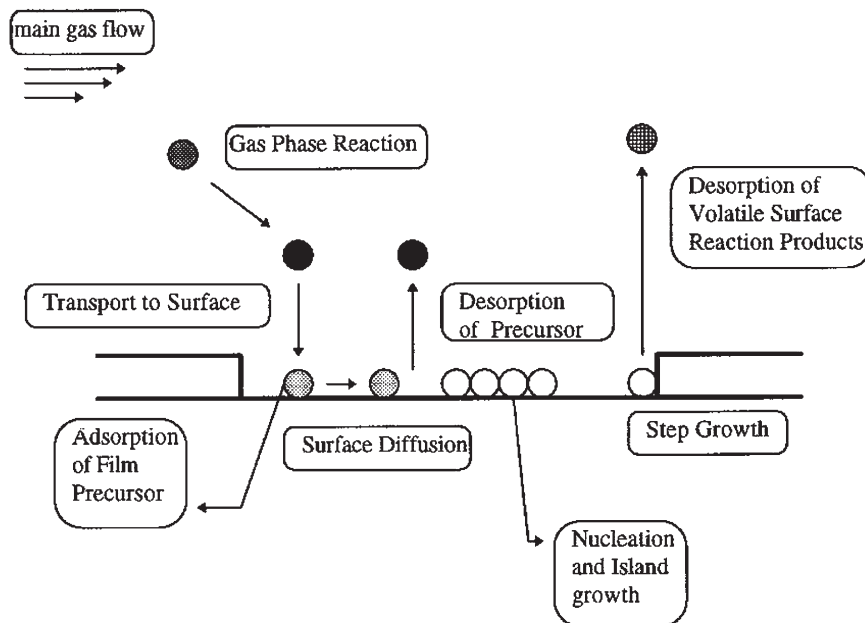 main gas flow
Gas Phase Reaction
Desorption of
Volatile Surface
Reaction Products
Transport to Surface
Desorption
of Precursor
Adsorption
of Film
Precursor
Surface Diffusion
Step Growth
Nucleation
and Island
growth